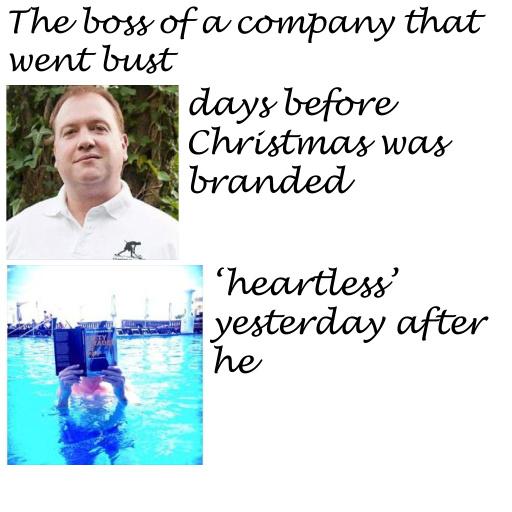 The boss of a company that
went bust
days before
Christmas was
branded
'heartless'
yesterday after
he